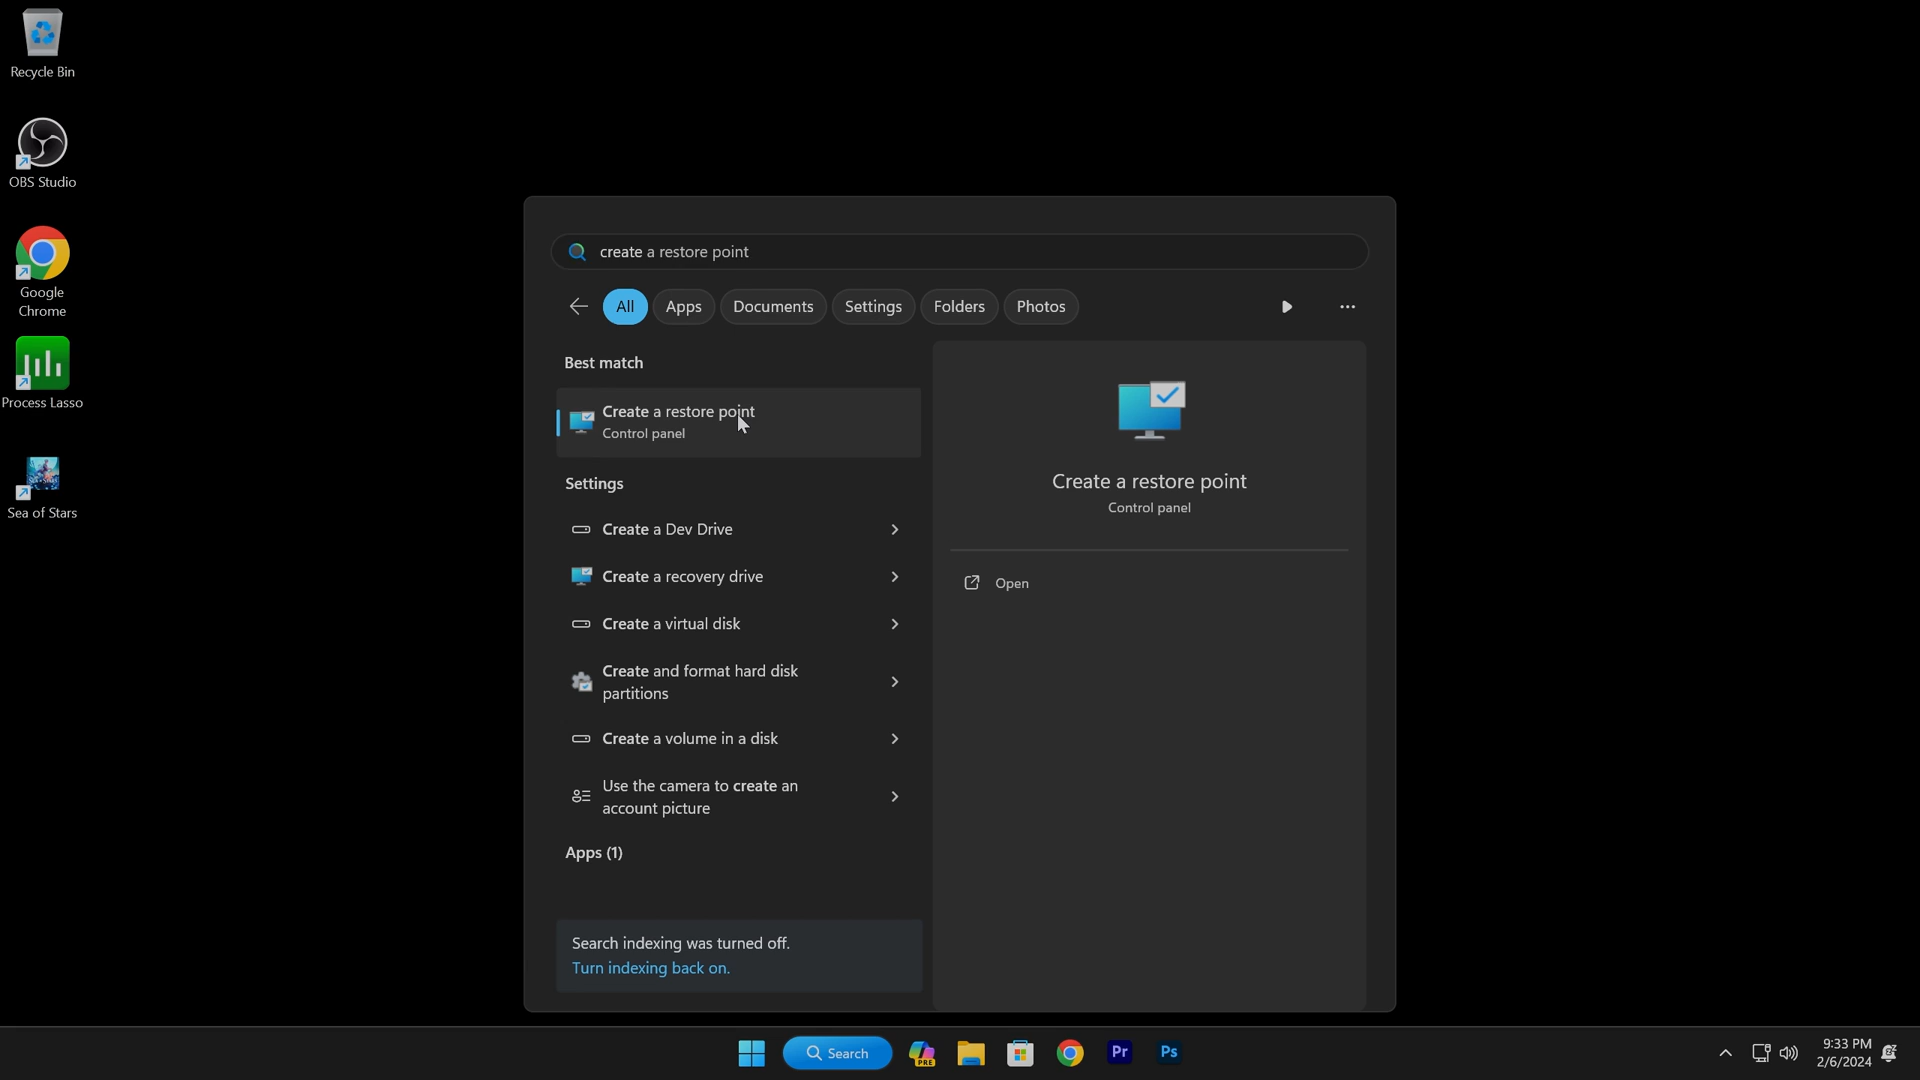 Recycle Bin
OBS Studio
Google
Chrome
Process Lasso
Sea of Stars
create a restore point
All
Apps
Documents
Settings
Folders
Photos
Best match
Create a restore point
Control panel
Settings
Create a Dev Drive
Create a recovery drive
Create a virtual disk
Create and format hard disk
partitions
Create a volume in a disk
Use the camera to create an
account picture
Apps (1)
Search indexing was turned off.
Turn indexing back on.
Create a restore point
Control panel
Open
Search
PRE
Pr
Ps
9:33 PM
2/6/2024